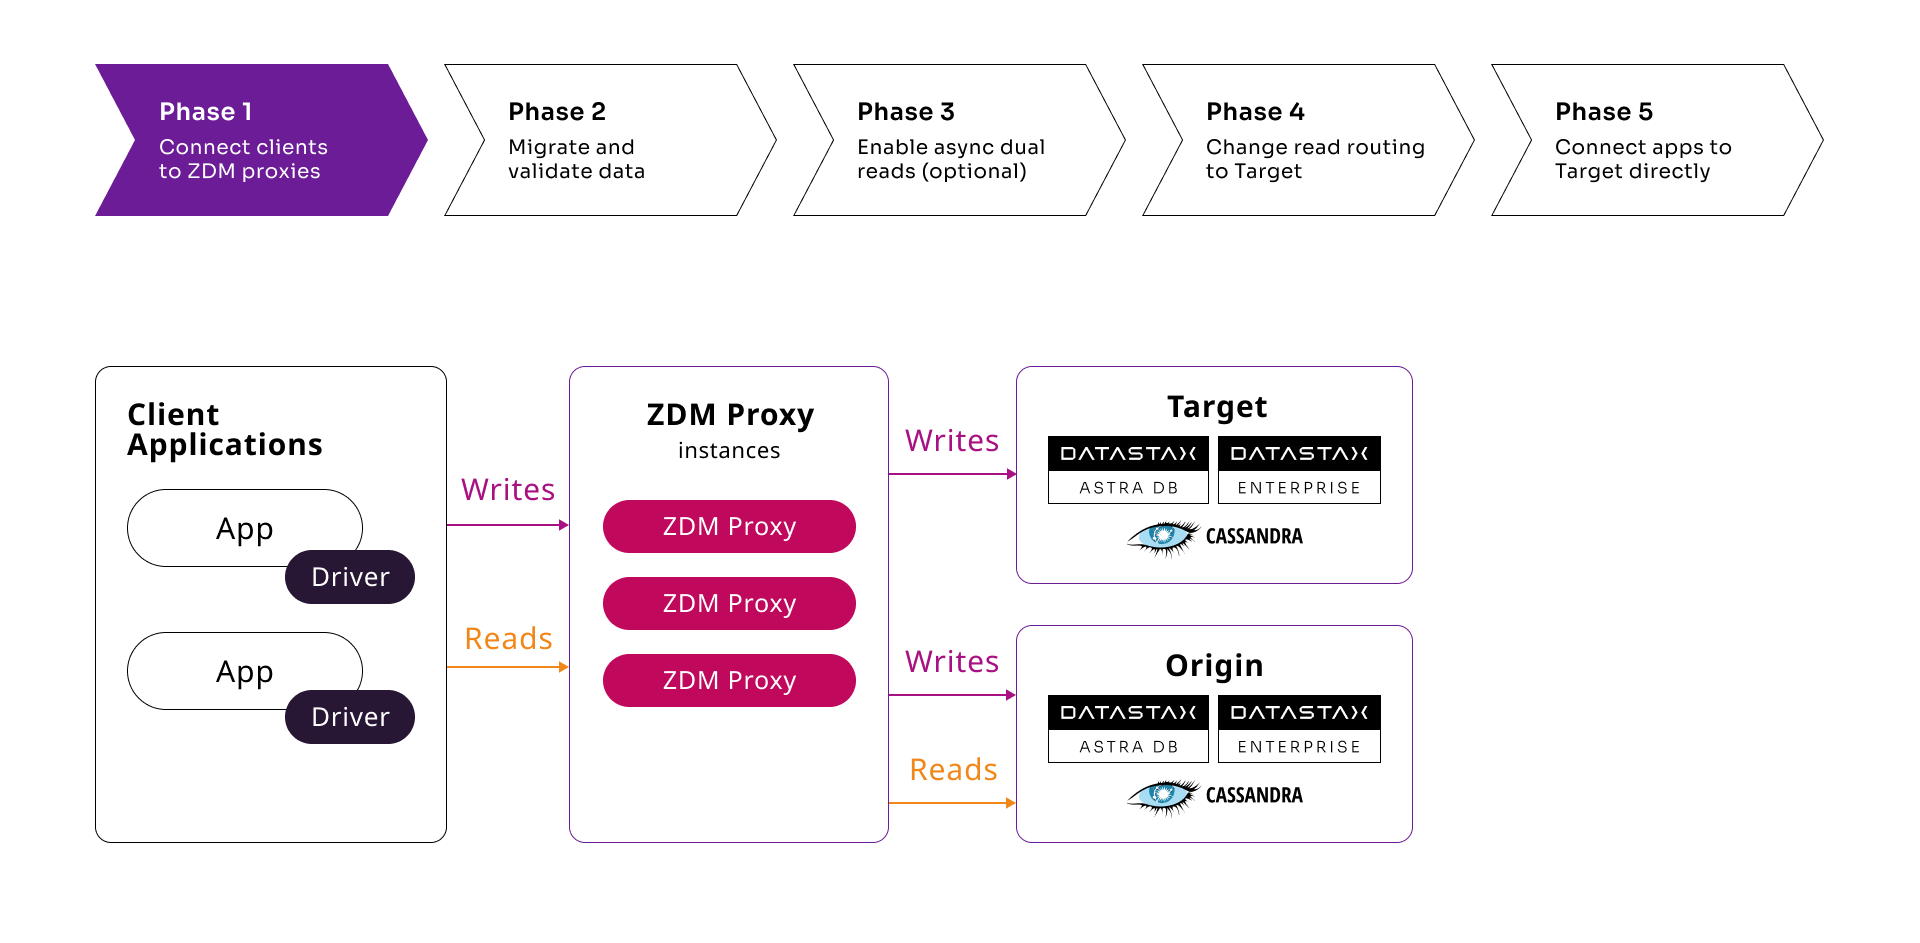 Phase 1
Connect clients
to ZDM proxies
Phase 2
Migrate and
validate data
Phase 3
Enable async dual
reads (optional)
Phase 4
Change read routing
to Target
Phase 5
Connect apps to
Target directly
Client
Applications
App
Driver
App
Driver
Writes
Reads
ZDM Proxy
instances
ZDM Proxy
ZDM Proxy
ZDM Proxy
Writes
Writes
Reads
Target
DATASTAX
ASTRA DB
DATASTAX
ENTERPRISE
CASSANDRA
Origin
DATASTAX
ASTRA DB
DATASTAX
ENTERPRISE
CASSANDRA